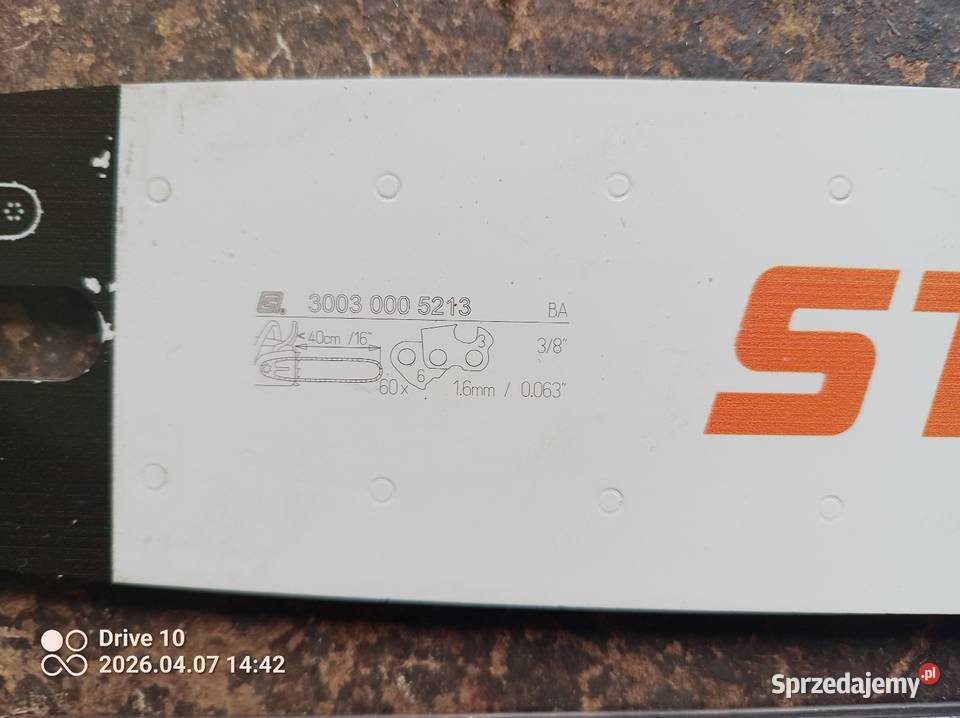 3003 000 5213 BA
40cm /16" 3 3/8"
60x 6 1.6mm / 0.063"
ST
Drive 10
2026.04.07 14:42
Sprzedajemy.pl